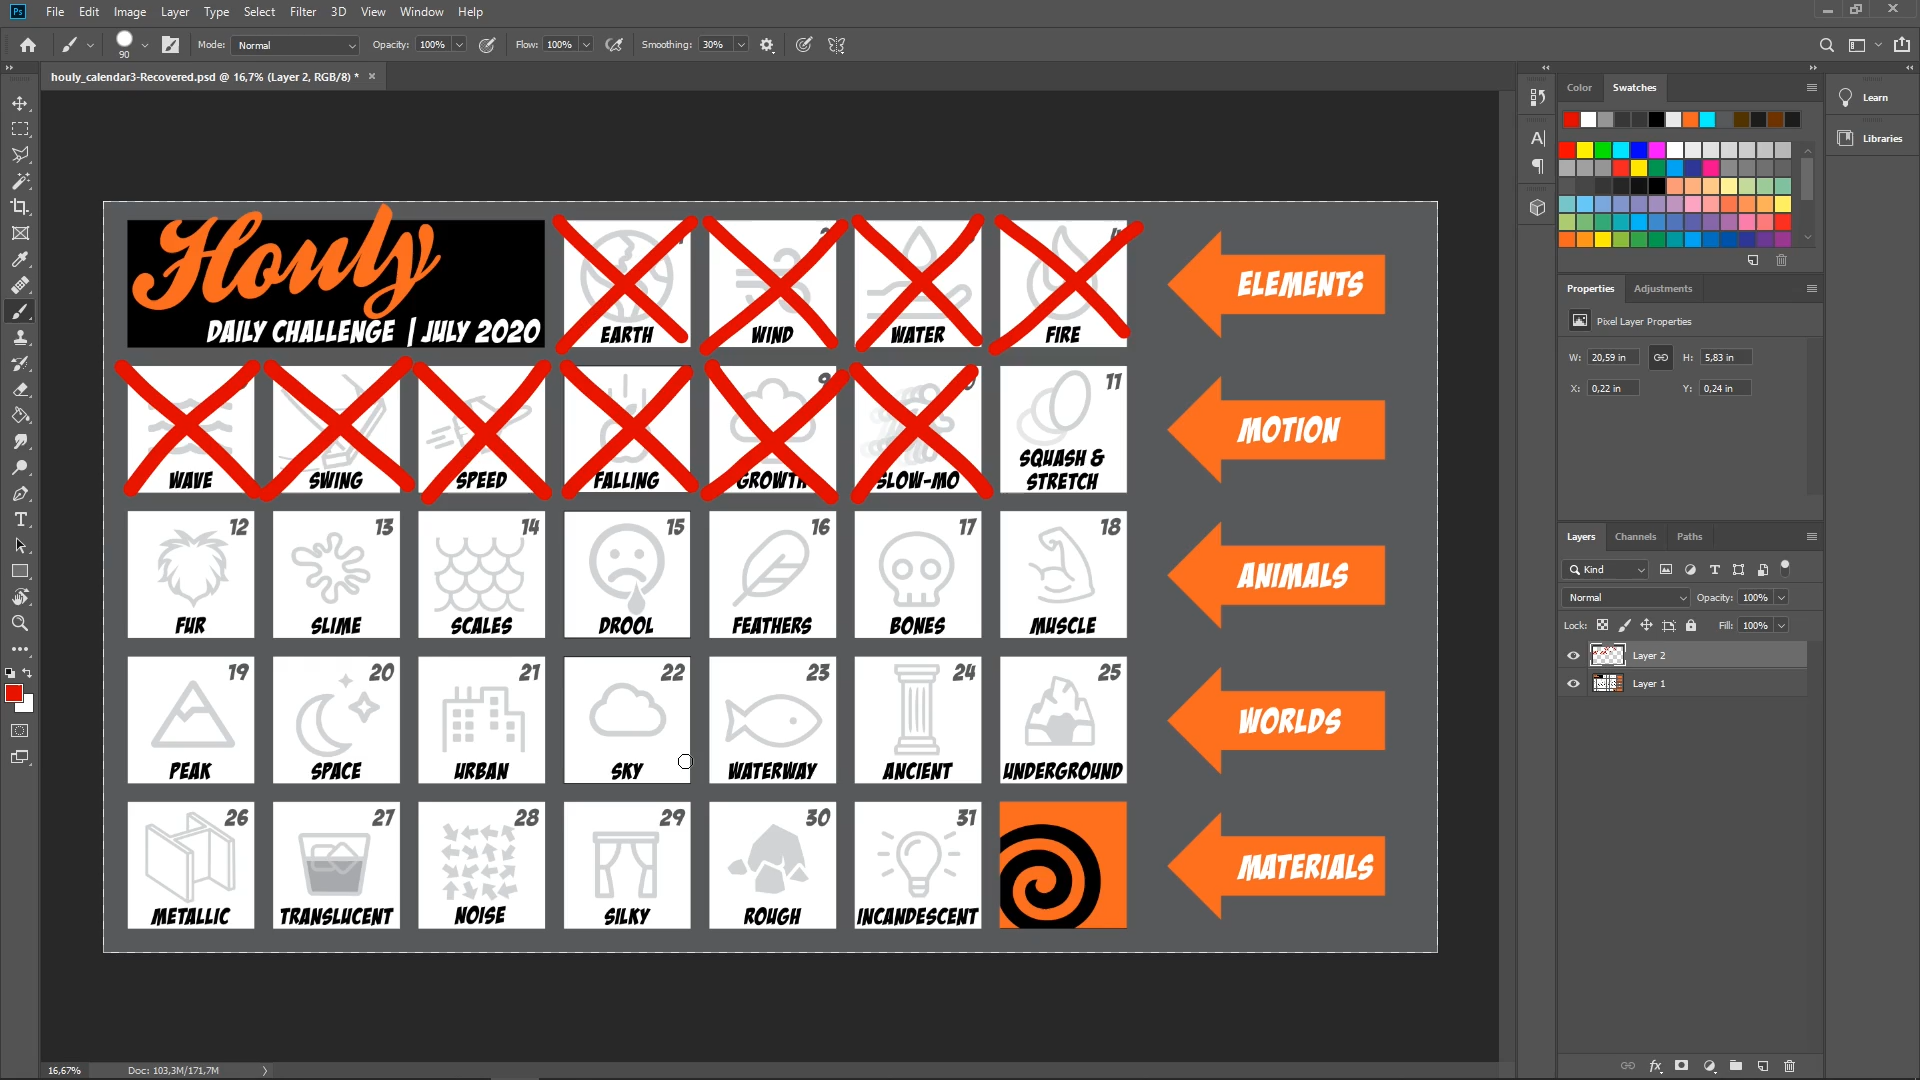 Ps File Edit Image Layer Type Select Filter 3D View Window Help
90 Mode: Normal Opacity: 100% Flow: 100% Smoothing: 30%
houly_calendar3-Recovered.psd @ 16,7% (Layer 2, RGB/8) * ×
Houly
DAILY CHALLENGE | JULY 2020
EARTH WIND WATER FIRE
ELEMENTS
9 11
WAVE SWING SPEED FALLING GROWTH SLOW-MO SQUASH &
STRETCH
MOTION
12 13 14 15 16 17 18
FUR SLIME SCALES DROOL FEATHERS BONES MUSCLE
ANIMALS
19 20 21 22 23 24 25
PEAK SPACE URBAN SKY WATERWAY ANCIENT UNDERGROUND
WORLDS
26 27 28 29 30 31
METALLIC TRANSLUCENT NOISE SILKY ROUGH INCANDESCENT
MATERIALS
16,67% Doc: 103,3M/171,7M
Color Swatches
Properties Adjustments
Pixel Layer Properties
W: 20,59 in H: 5,83 in
X: 0,22 in Y: 0,24 in
Layers Channels Paths
Kind
Normal Opacity: 100%
Lock: Fill: 100%
Layer 2
Layer 1
Learn
Libraries